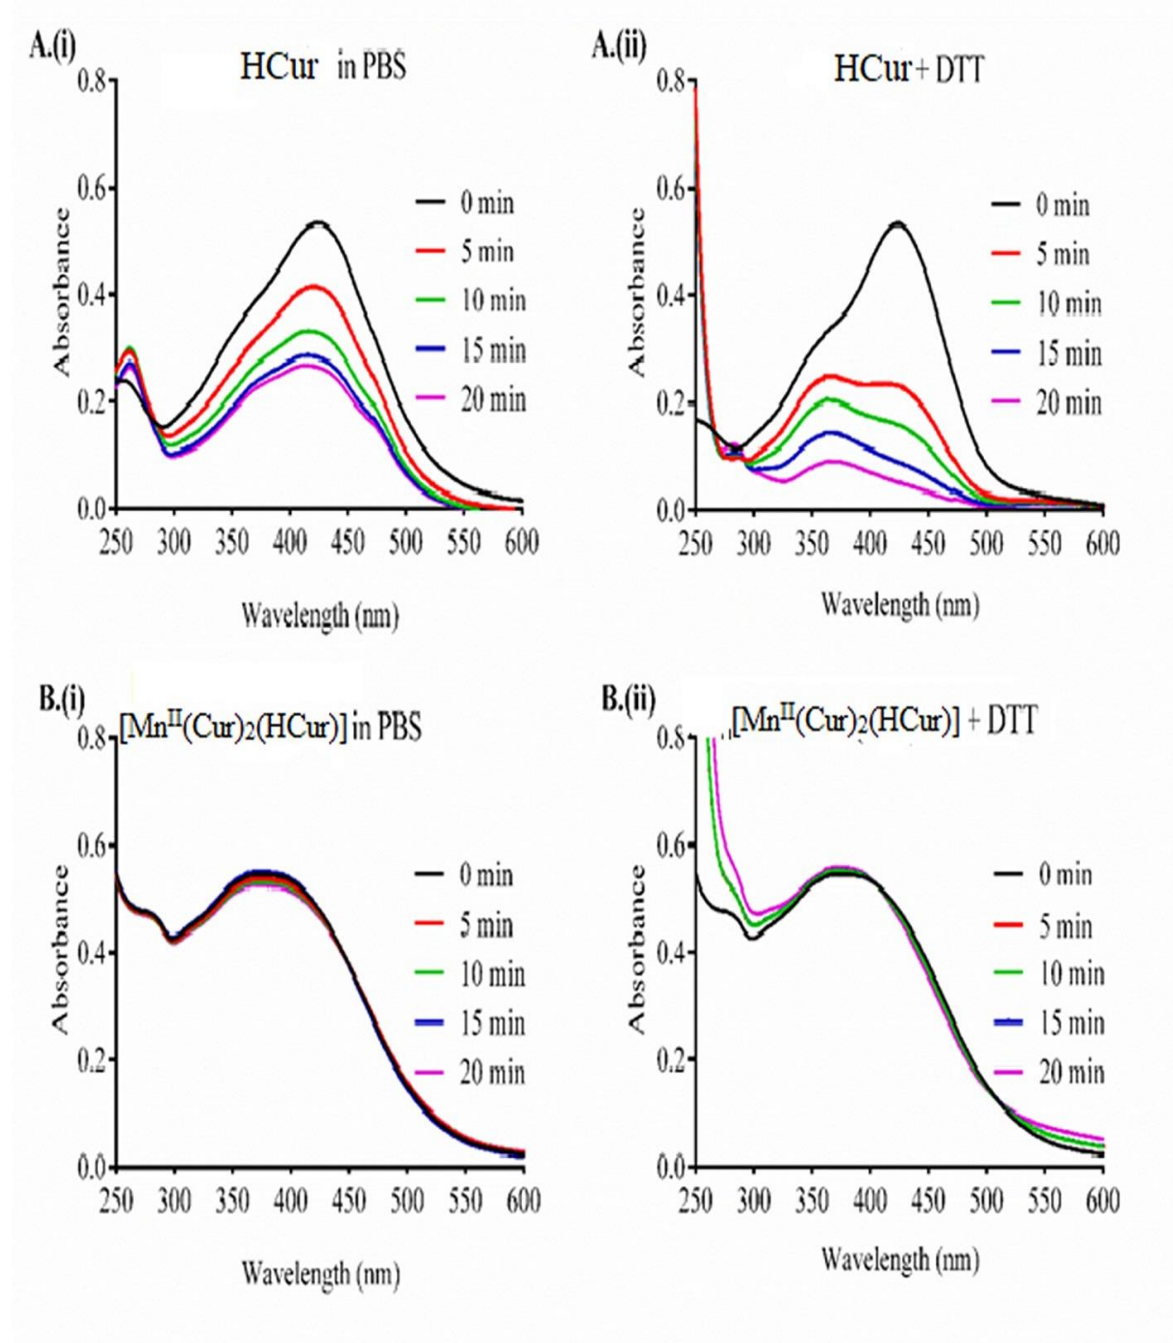 A.(i)
HCur in PBS
Absorbance
0.8
0.6
0.4
0.2
0.0
0 min
5 min
10 min
15 min
20 min
250 300 350 400 450 500 550 600
Wavelength (nm)
A.(ii)
HCur + DTT
Absorbance
0.8
0.6
0.4
0.2
0.0
0 min
5 min
10 min
15 min
20 min
250 300 350 400 450 500 550 600
Wavelength (nm)
B.(i)
[Mn^II(Cur)₂(HCur)] in PBS
Absorbance
0.8
0.6
0.4
0.2
0.0
0 min
5 min
10 min
15 min
20 min
250 300 350 400 450 500 550 600
Wavelength (nm)
B.(ii)
[Mn^II(Cur)₂(HCur)] + DTT
Absorbance
0.8
0.6
0.4
0.2
0.0
0 min
5 min
10 min
15 min
20 min
250 300 350 400 450 500 550 600
Wavelength (nm)